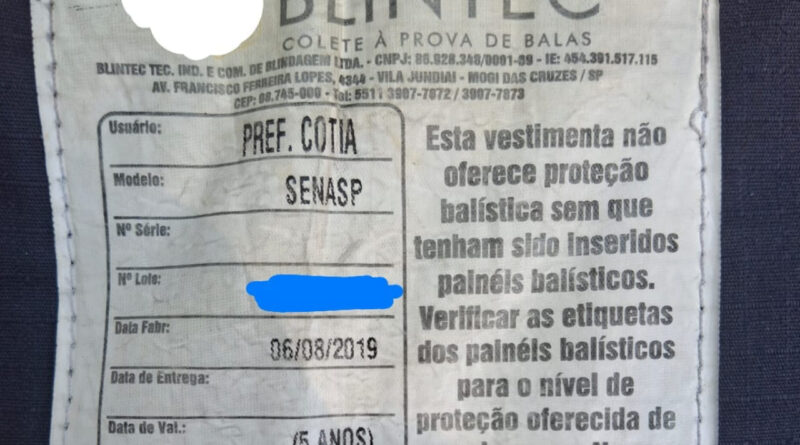 BLINTEC
COLETE À PROVA DE BALAS
BLINTEC TEC. IND. E COM. DE BLINDAGEM LTDA. - CNPJ: 86.928.348/0001-09 - IE: 454.391.517.115
AV. FRANCISCO FERREIRA LOPES, 4344 - VILA JUNDIAI - MOGI DAS CRUZES / SP
CEP: 08.745-000 - Tel: 5511 3907-7872 / 3907-7873
Usuário: PREF. COTIA
Modelo: SENASP
Nº Série:
Nº Lote:
Data Fabr: 06/08/2019
Data de Entrega:
Data de Val.: (5 ANOS)
Esta vestimenta não
oferece proteção
balística sem que
tenham sido inseridos
painéis balísticos.
Verificar as etiquetas
dos painéis balísticos
para o nível de
proteção oferecida de